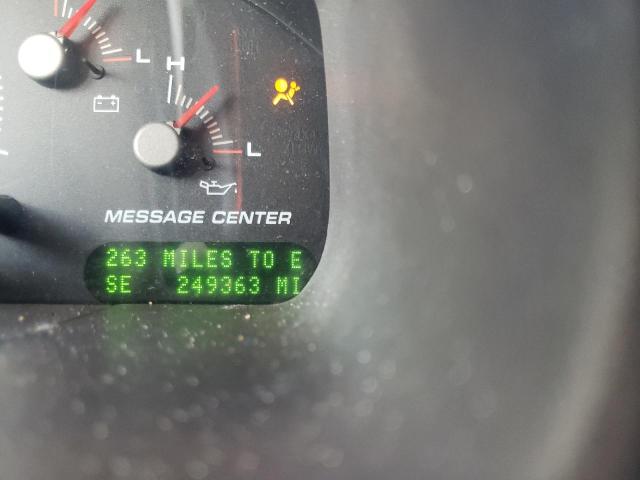 L
H
L
MESSAGE CENTER
263 MILES TO E
SE 249363 MI